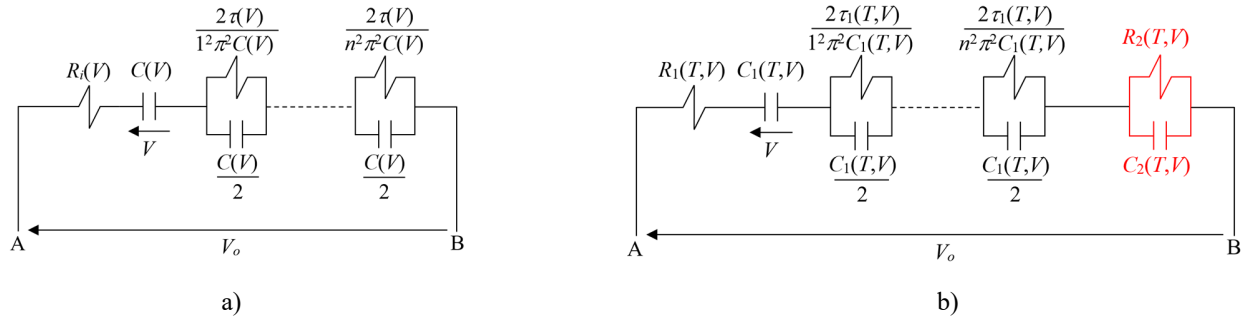 2τ(V)
1²π²C(V)
2τ(V)
n²π²C(V)
Rᵢ(V)
C(V)
V
C(V)
2
C(V)
2
A
B
Vₒ
a)
2τ₁(T,V)
1²π²C₁(T,V)
2τ₁(T,V)
n²π²C₁(T,V)
R₂(T,V)
R₁(T,V)
C₁(T,V)
V
C₁(T,V)
2
C₁(T,V)
2
C₂(T,V)
A
B
Vₒ
b)